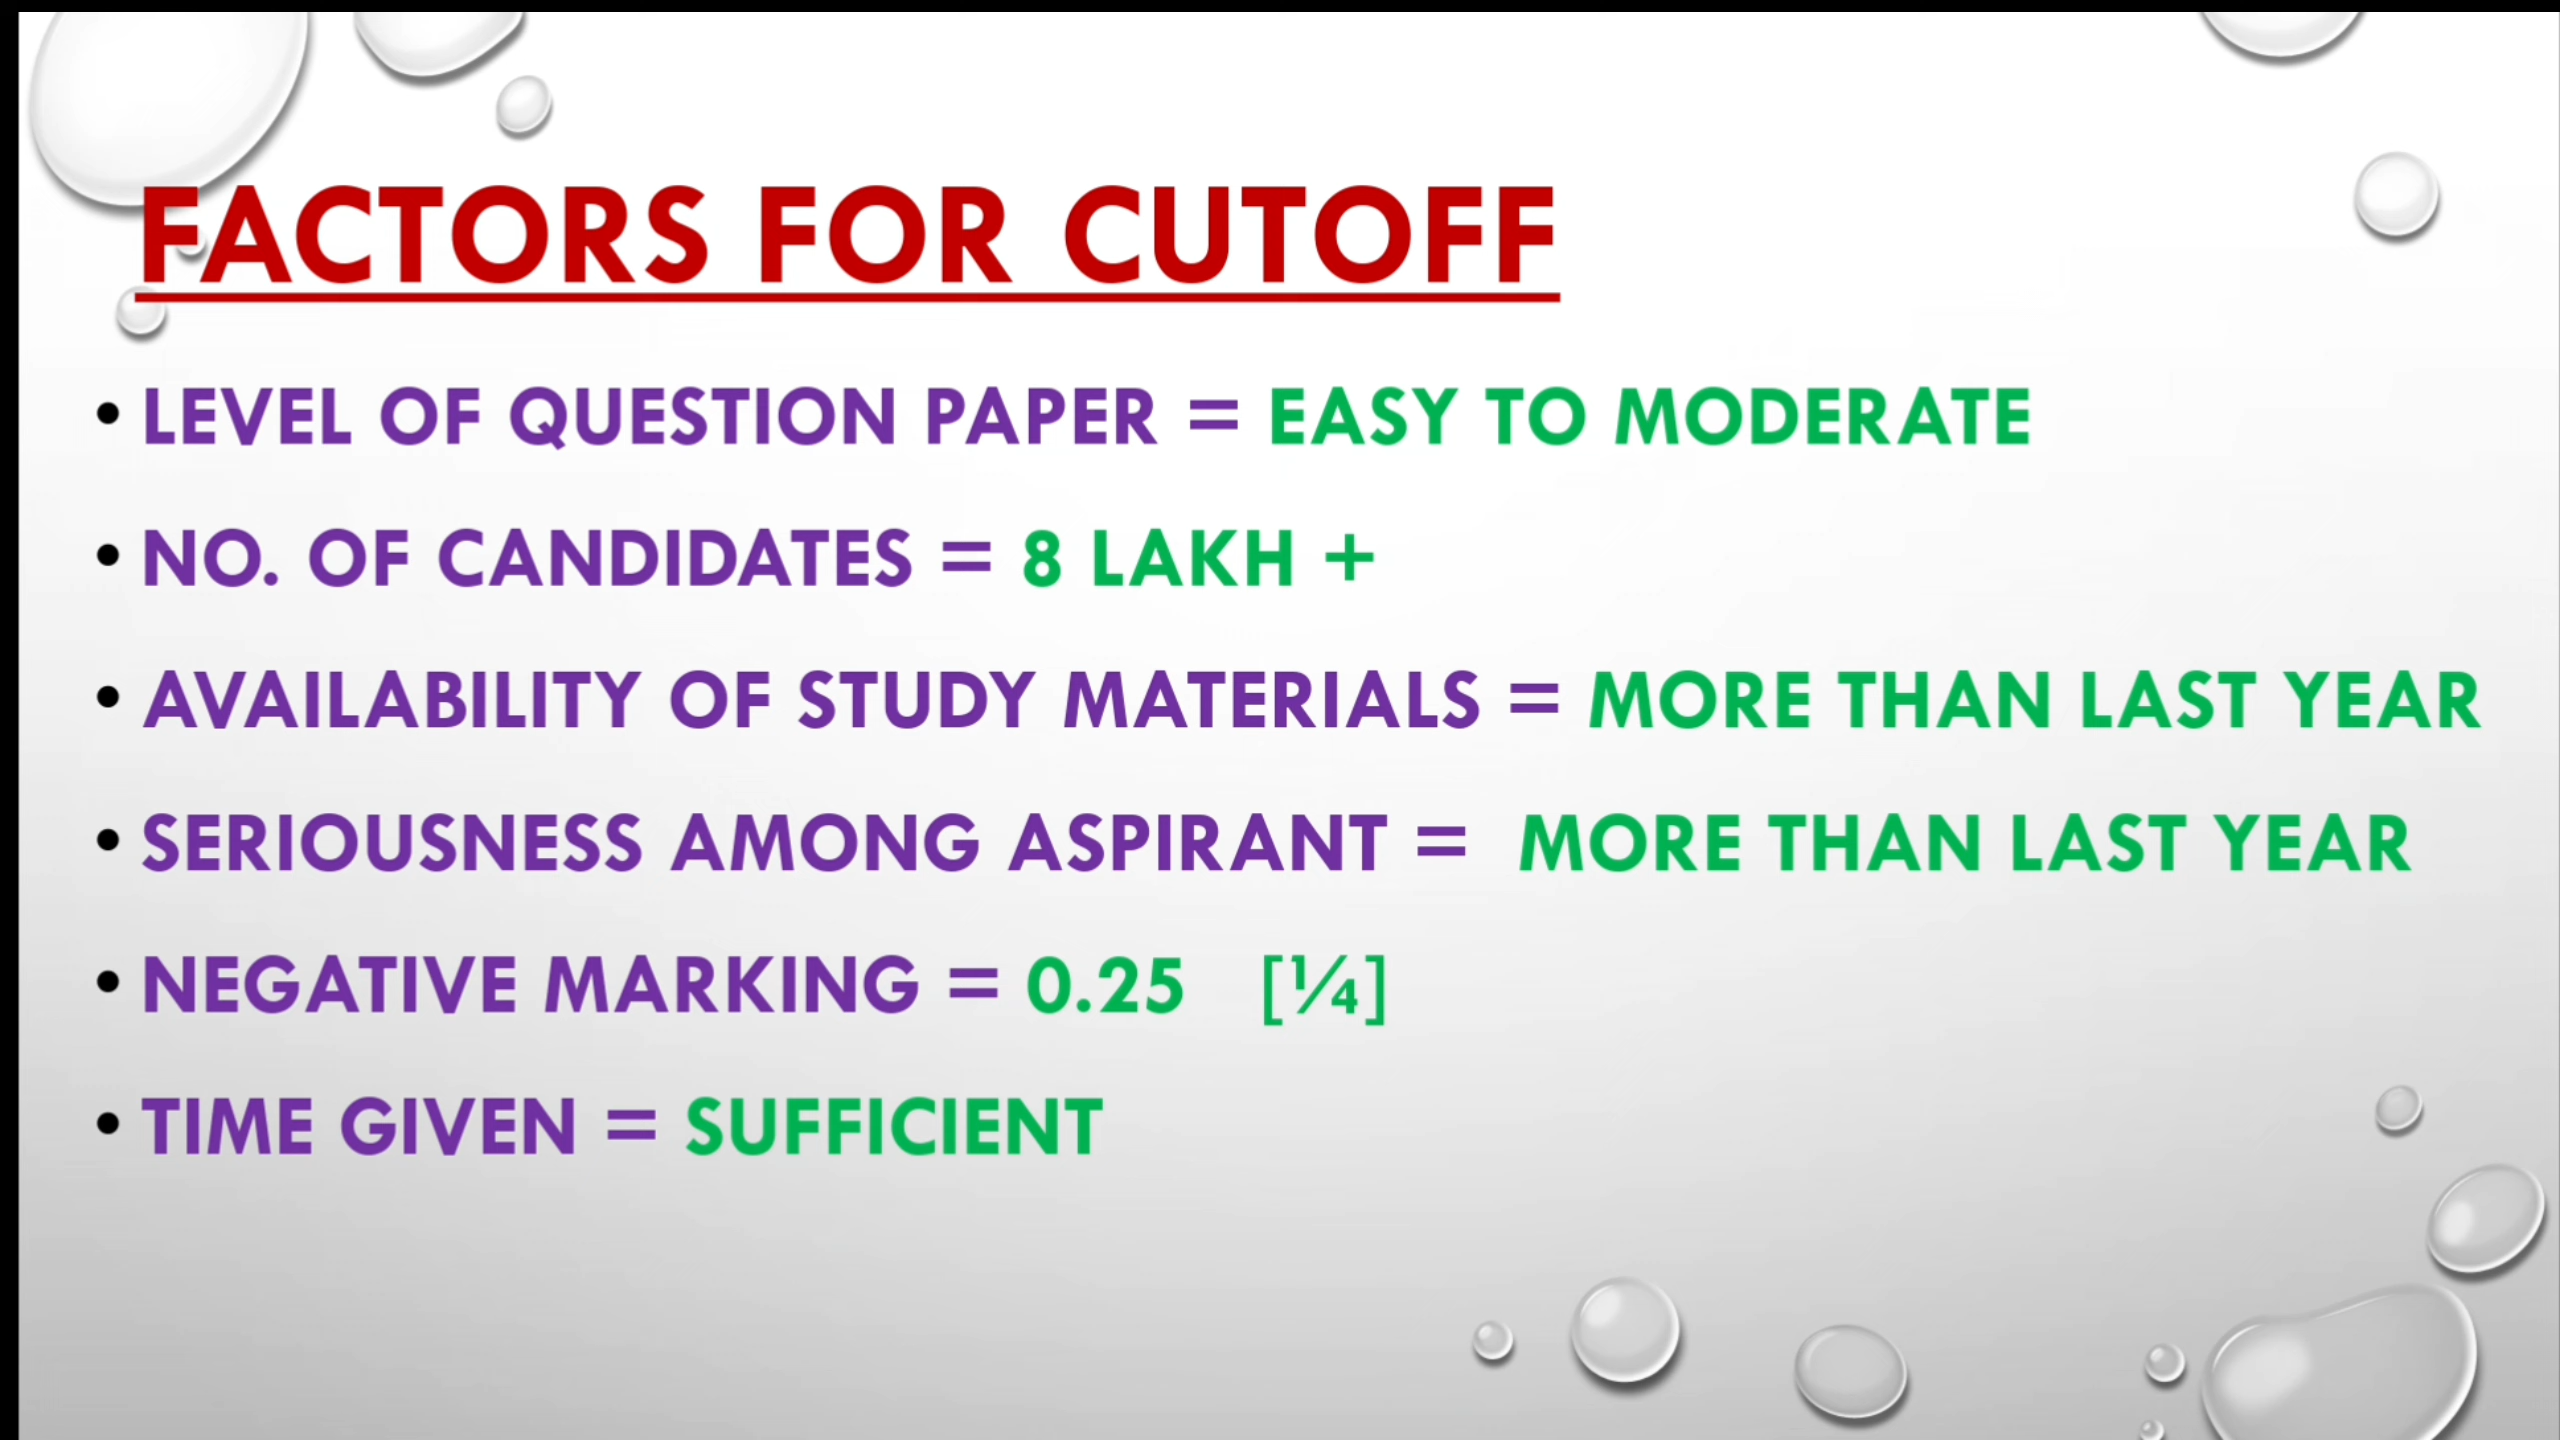 FACTORS FOR CUTOFF
• LEVEL OF QUESTION PAPER = EASY TO MODERATE
• NO. OF CANDIDATES = 8 LAKH +
• AVAILABILITY OF STUDY MATERIALS = MORE THAN LAST YEAR
• SERIOUSNESS AMONG ASPIRANT = MORE THAN LAST YEAR
• NEGATIVE MARKING = 0.25 [¼]
• TIME GIVEN = SUFFICIENT